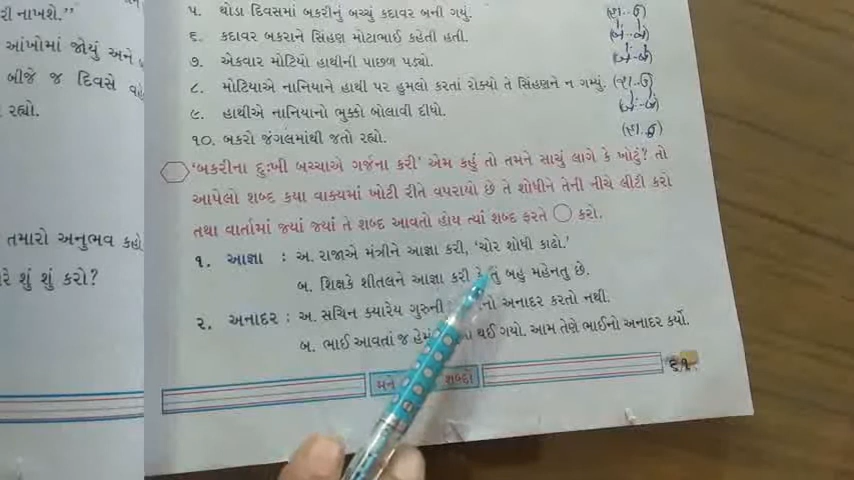 રી નાખશે.”
આંખોમાં જોયું અને
બીજે જ દિવસે
રહ્યો.
તમારો અનુભવ કહો
રે શું શું કરો?
૫. થોડા દિવસમાં બકરીનું બચ્ચું કદાવર બની ગયું.
૬. કદાવર બકરાને સિંહણ મોટાભાઈ કહેતી હતી.
૭. એકવાર મોટિયો હાથીની પાછળ પડ્યો.
૮. મોટિયાએ નાનિયાને હાથી પર હુમલો કરતાં રોક્યો તે સિંહણને ન ગમ્યું.
૯. હાથીએ નાનિયાનો ભુક્કો બોલાવી દીધો.
૧૦. બકરો જંગલમાંથી જતો રહ્યો.
‘બકરીના દુઃખી બચ્ચાએ ગર્જના કરી’ એમ કહું તો તમને સાચું લાગે કે ખોટું? તો
આપેલો શબ્દ કયા વાક્યમાં ખોટી રીતે વપરાયો છે તે શોધીને તેની નીચે લીટી કરો
તથા વાર્તામાં જ્યાં જ્યાં તે શબ્દ આવતો હોય ત્યાં શબ્દ ફરતે ◯ કરો.
૧. આજ્ઞા : અ. રાજાએ મંત્રીને આજ્ઞા કરી, ‘ચોર શોધી કાઢો.’
બ. શિક્ષકે શીતલને આજ્ઞા કરી કે તું બહુ મહેનતુ છે.
૨. અનાદર : અ. સચિન ક્યારેય ગુરુની નો અનાદર કરતો નથી.
બ. ભાઈ આવતાં જ થઈ ગયો. આમ તેણે ભાઈનો અનાદર કર્યો.
મને શબ્દો
૬૧